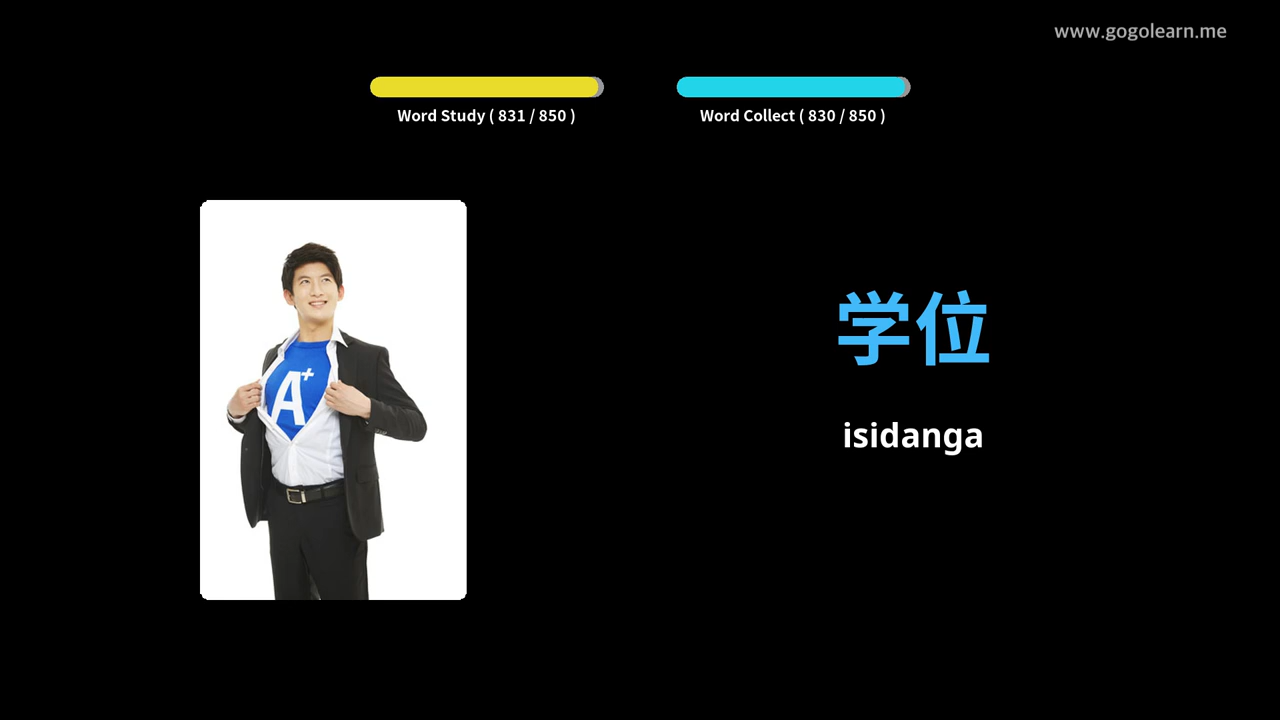 www.gogolearn.me
Word Study ( 831 / 850 )
Word Collect ( 830 / 850 )
A+
学位
isidanga